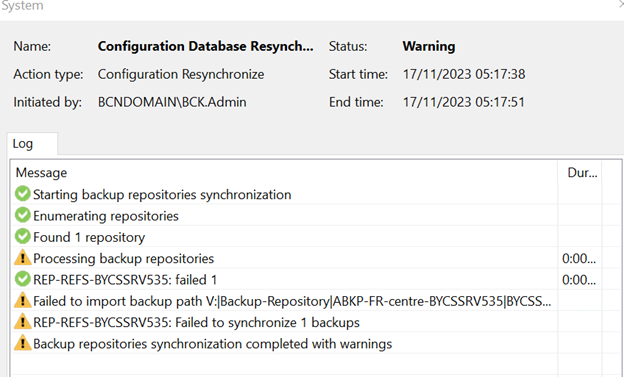 System
Name: Configuration Database Resynch... Status: Warning
Action type: Configuration Resynchronize Start time: 17/11/2023 05:17:38
Initiated by: BCNDOMAIN\BCK.Admin End time: 17/11/2023 05:17:51
Log
Message Dur...
Starting backup repositories synchronization
Enumerating repositories
Found 1 repository
Processing backup repositories 0:00...
REP-REFS-BYCSSRV535: failed 1 0:00...
Failed to import backup path V:|Backup-Repository|ABKP-FR-centre-BYCSSRV535|BYCSS...
REP-REFS-BYCSSRV535: Failed to synchronize 1 backups
Backup repositories synchronization completed with warnings